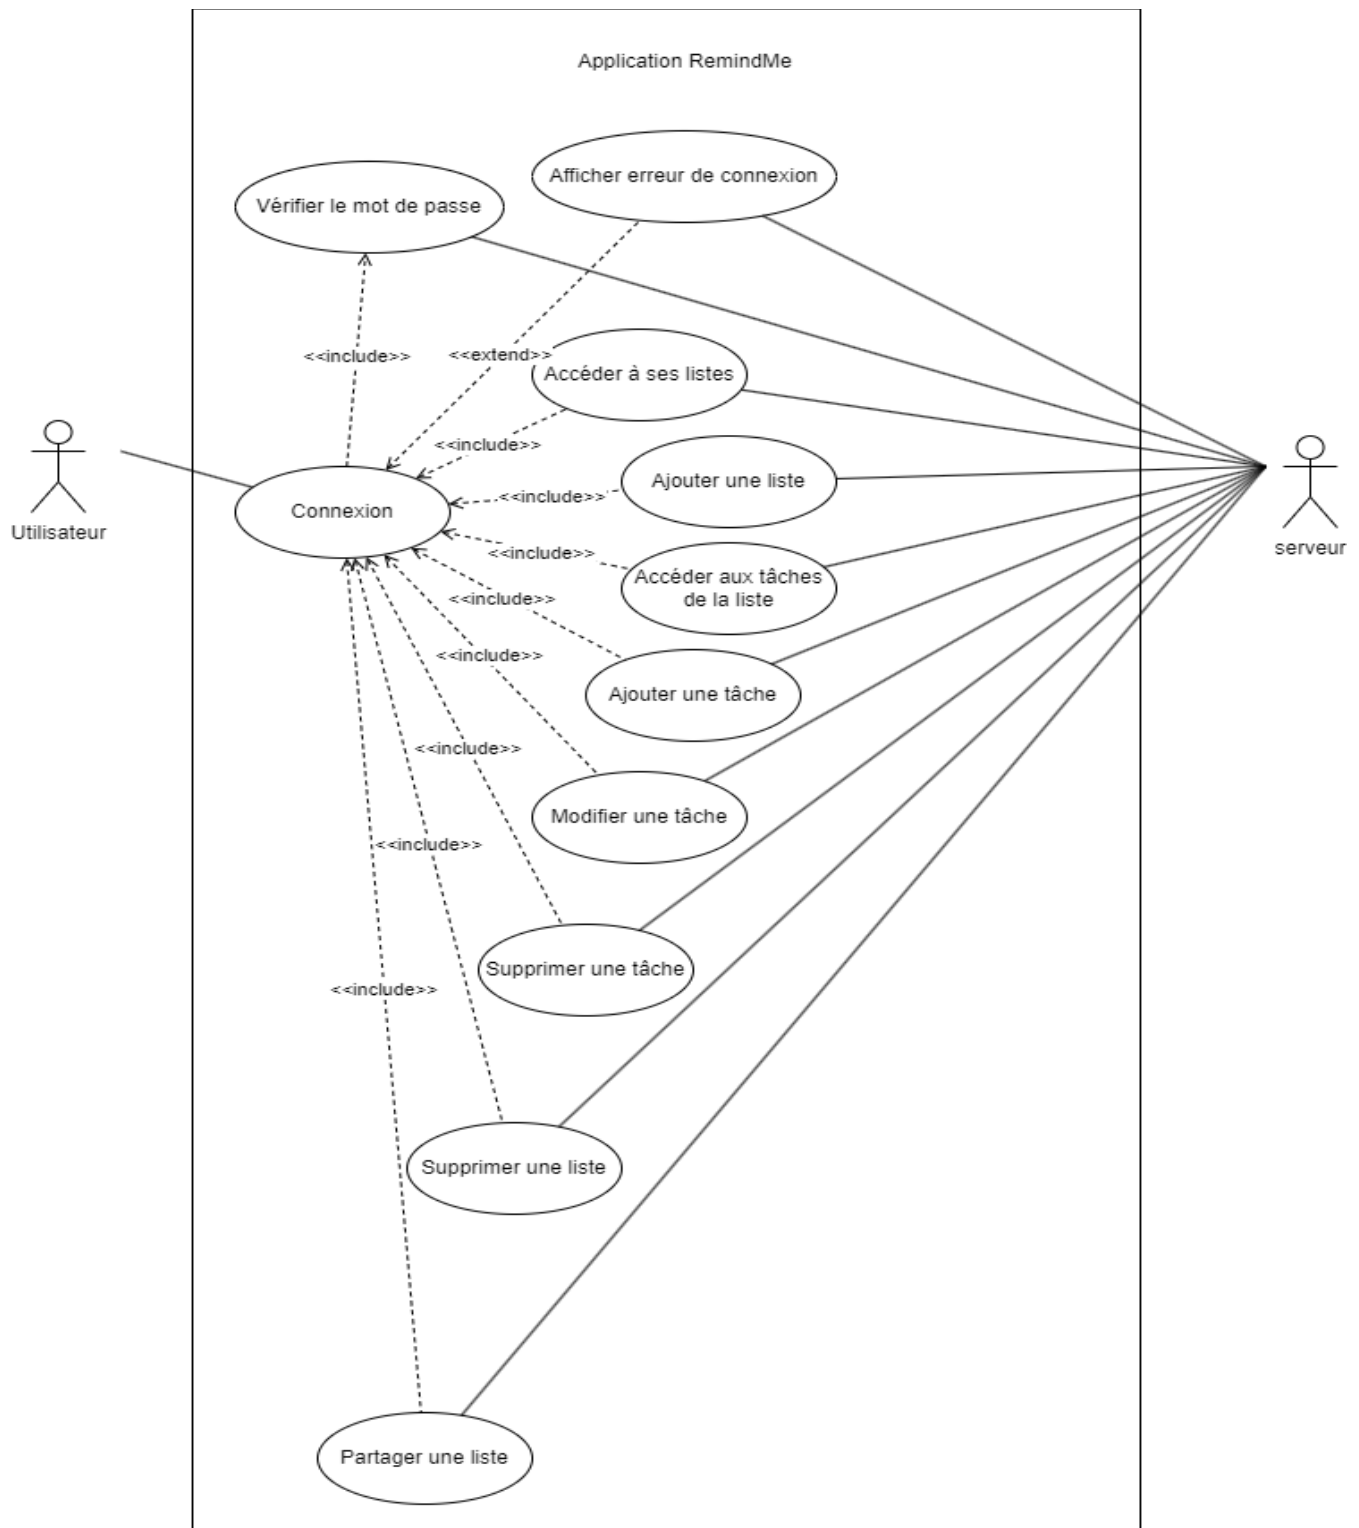 Application RemindMe
Afficher erreur de connexion
Vérifier le mot de passe
<<include>>
<<extend>>
Accéder à ses listes
<<include>>
Ajouter une liste
<<include>>
Connexion
Utilisateur
serveur
<<include>>
Accéder aux tâches
de la liste
<<include>>
<<include>>
Ajouter une tâche
<<include>>
Modifier une tâche
<<include>>
Supprimer une tâche
<<include>>
Supprimer une liste
Partager une liste